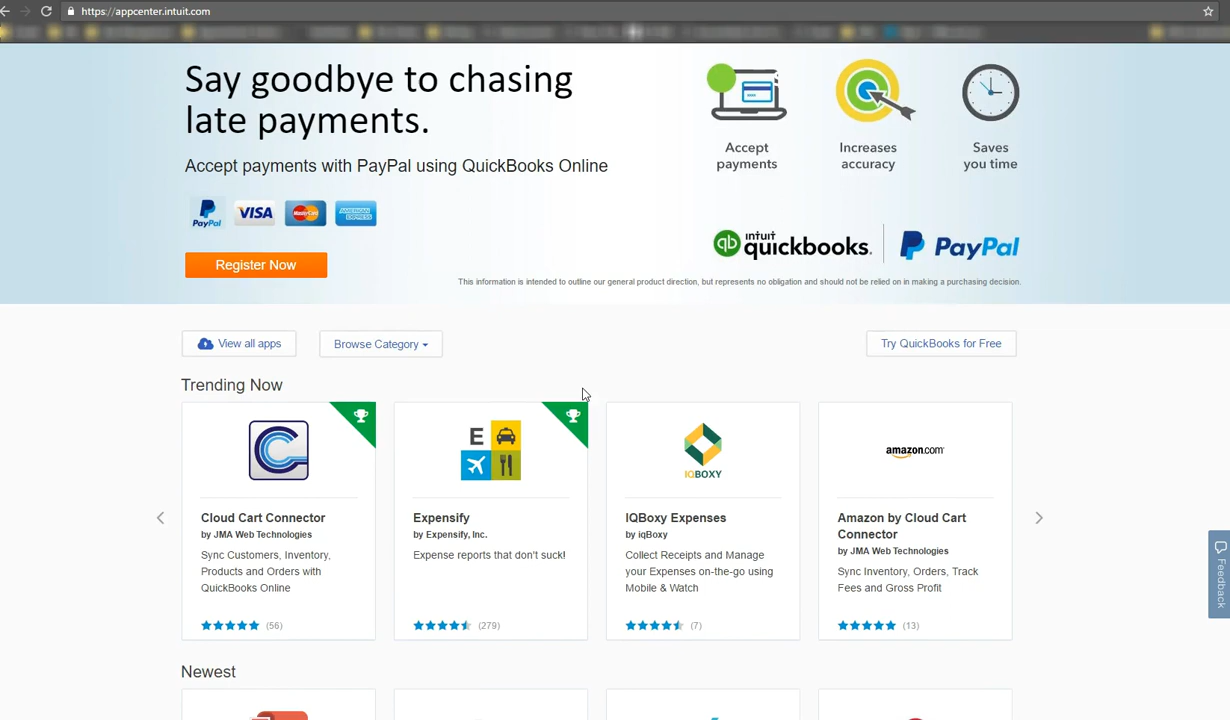 https://appcenter.intuit.com
Say goodbye to chasing
late payments.
Accept payments with PayPal using QuickBooks Online
PayPal
VISA
MasterCard
AMERICAN EXPRESS
Register Now
Accept
payments
Increases
accuracy
Saves
you time
qb intuit quickbooks.
PayPal
This information is intended to outline our general product direction, but represents no obligation and should not be relied on in making a purchasing decision.
View all apps
Browse Category
Try QuickBooks for Free
Trending Now
Cloud Cart Connector
by JMA Web Technologies
Sync Customers, Inventory,
Products and Orders with
QuickBooks Online
(56)
E
Expensify
by Expensify, Inc.
Expense reports that don't suck!
(279)
IQBOXY
IQBoxy Expenses
by iqBoxy
Collect Receipts and Manage
your Expenses on-the-go using
Mobile & Watch
(7)
amazon.com
Amazon by Cloud Cart
Connector
by JMA Web Technologies
Sync Inventory, Orders, Track
Fees and Gross Profit
(13)
Feedback
Newest